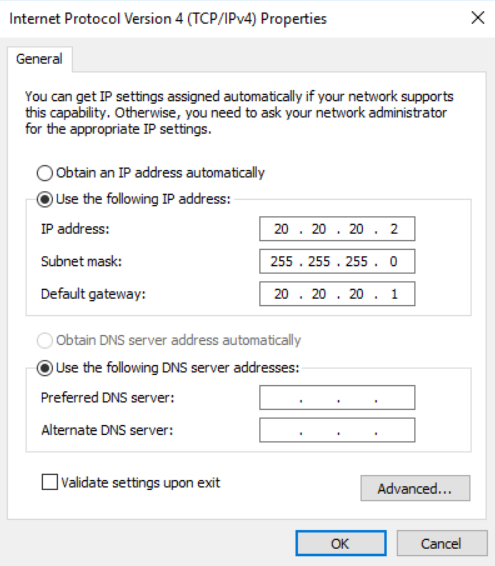 Internet Protocol Version 4 (TCP/IPv4) Properties
General
You can get IP settings assigned automatically if your network supports
this capability. Otherwise, you need to ask your network administrator
for the appropriate IP settings.
Obtain an IP address automatically
Use the following IP address:
IP address: 20 . 20 . 20 . 2
Subnet mask: 255 . 255 . 255 . 0
Default gateway: 20 . 20 . 20 . 1
Obtain DNS server address automatically
Use the following DNS server addresses:
Preferred DNS server: . . .
Alternate DNS server: . . .
Validate settings upon exit
Advanced...
OK Cancel